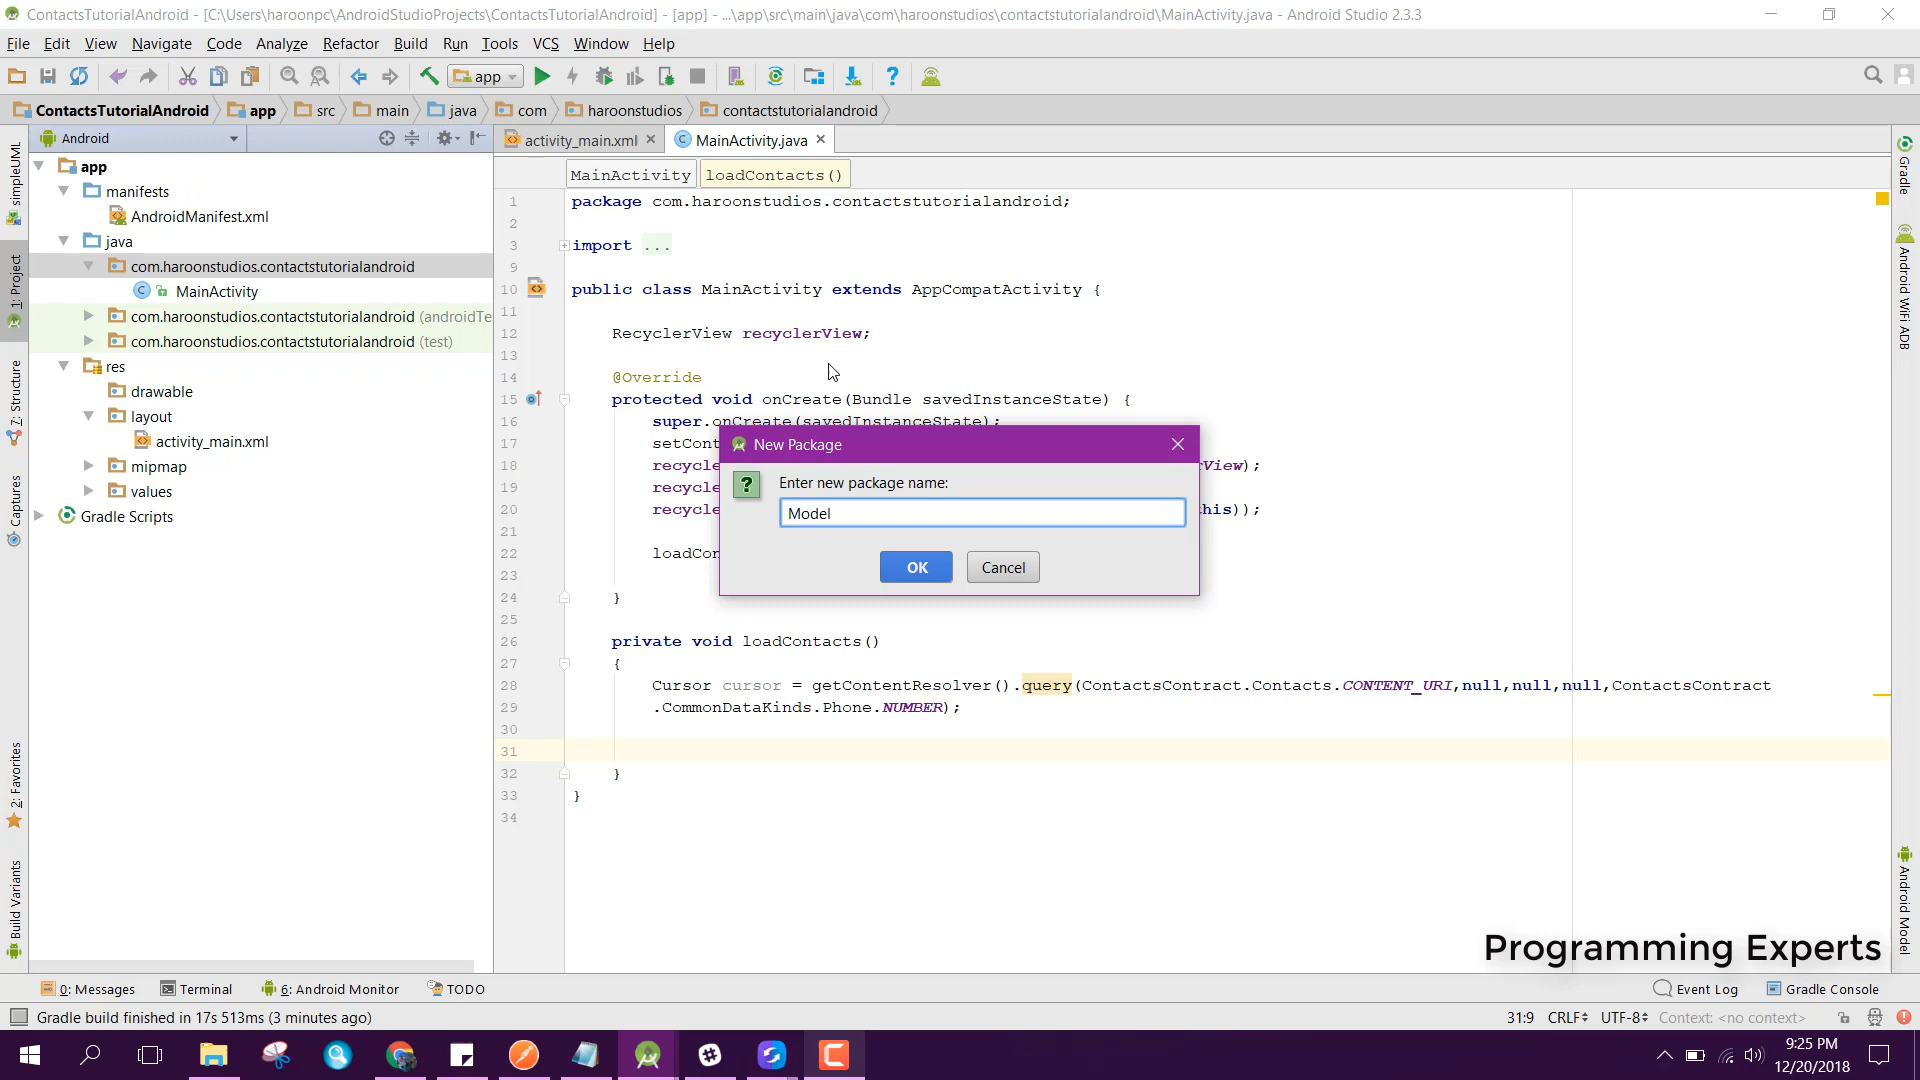 ContactsTutorialAndroid - [C:\Users\haroonpc\AndroidStudioProjects\ContactsTutorialAndroid] - [app] - ...\app\src\main\java\com\haroonstudios\contactstutorialandroid\MainActivity.java - Android Studio 2.3.3
File Edit View Navigate Code Analyze Refactor Build Run Tools VCS Window Help
app
ContactsTutorialAndroid app src main java com haroonstudios contactstutorialandroid
Android
activity_main.xml MainActivity.java
MainActivity loadContacts()
app
manifests
AndroidManifest.xml
java
com.haroonstudios.contactstutorialandroid
MainActivity
com.haroonstudios.contactstutorialandroid (androidTe
com.haroonstudios.contactstutorialandroid (test)
res
drawable
layout
activity_main.xml
mipmap
values
Gradle Scripts
simpleUML
1: Project
7: Structure
Captures
2: Favorites
Build Variants
1 package com.haroonstudios.contactstutorialandroid;
2
3 import ...
9
10 public class MainActivity extends AppCompatActivity {
11
12 RecyclerView recyclerView;
13
14 @Override
15 protected void onCreate(Bundle savedInstanceState) {
16 super.onCreate(savedInstanceState);
17 setCont
18 recycle View);
19 recycle
20 recycle his));
21
22 loadCon
23
24 }
25
26 private void loadContacts()
27 {
28 Cursor cursor = getContentResolver().query(ContactsContract.Contacts.CONTENT_URI,null,null,null,ContactsContract
29 .CommonDataKinds.Phone.NUMBER);
30
31
32 }
33 }
34
New Package
Enter new package name:
Model
OK Cancel
Gradle
Android WiFi ADB
Android Model
Programming Experts
0: Messages Terminal 6: Android Monitor TODO Event Log Gradle Console
Gradle build finished in 17s 513ms (3 minutes ago) 31:9 CRLF UTF-8 Context: <no context>
9:25 PM
12/20/2018